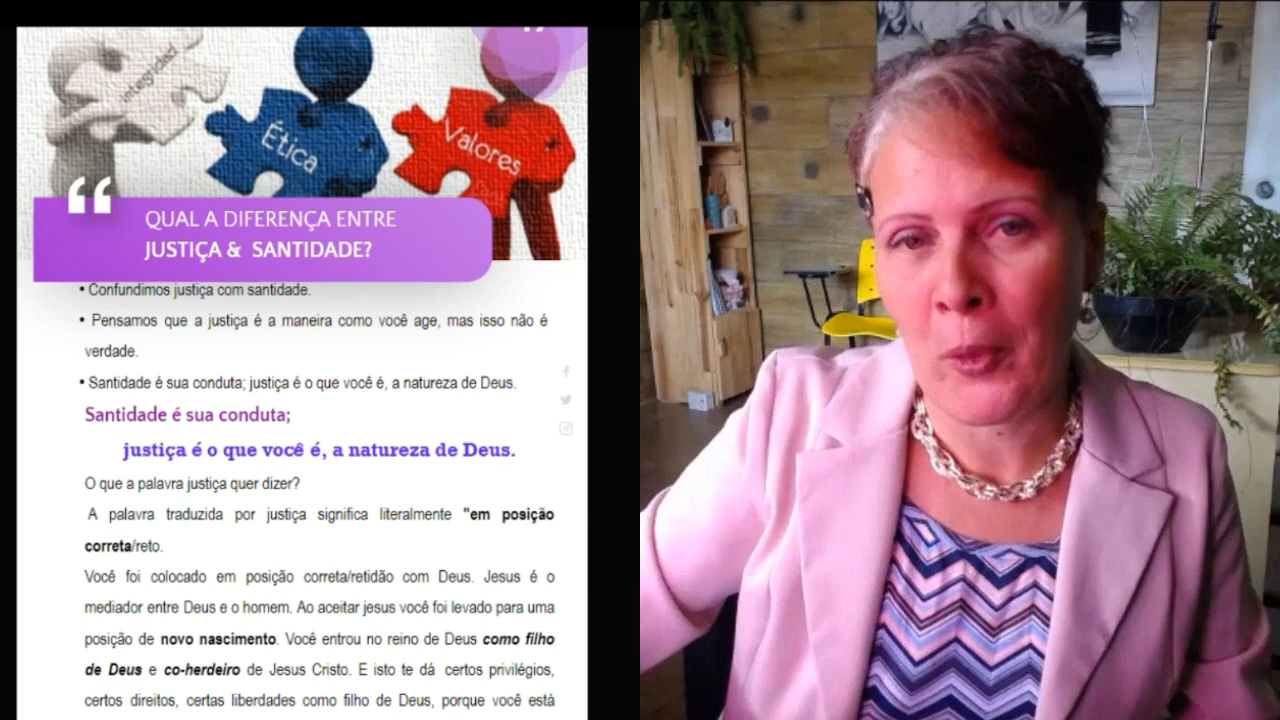 integridad
Ética
Valores
QUAL A DIFERENÇA ENTRE
JUSTIÇA & SANTIDADE?
• Confundimos justiça com santidade.
• Pensamos que a justiça é a maneira como você age, mas isso não é
verdade.
• Santidade é sua conduta; justiça é o que você é, a natureza de Deus.
Santidade é sua conduta;
justiça é o que você é, a natureza de Deus.
O que a palavra justiça quer dizer?
A palavra traduzida por justiça significa literalmente "em posição
correta/reto.
Você foi colocado em posição correta/retidão com Deus. Jesus é o
mediador entre Deus e o homem. Ao aceitar jesus você foi levado para uma
posição de novo nascimento. Você entrou no reino de Deus como filho
de Deus e co-herdeiro de Jesus Cristo. E isto te dá certos privilégios,
certos direitos, certas liberdades como filho de Deus, porque você está